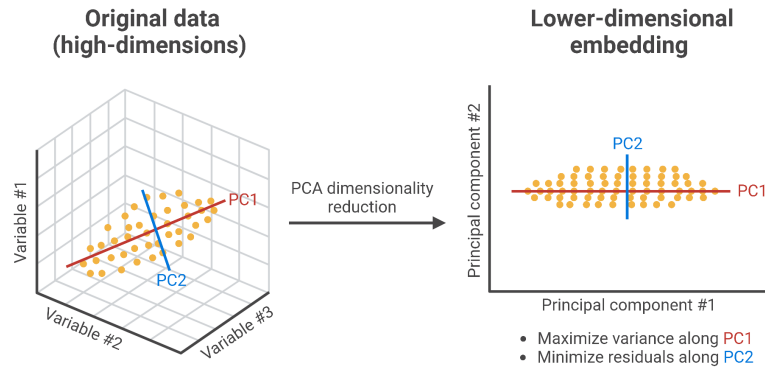 Original data
(high-dimensions)
Lower-dimensional
embedding
Variable #1
Variable #2
Variable #3
PC1
PC2
PCA dimensionality
reduction
Principal component #2
PC2
PC1
Principal component #1
• Maximize variance along PC1
• Minimize residuals along PC2